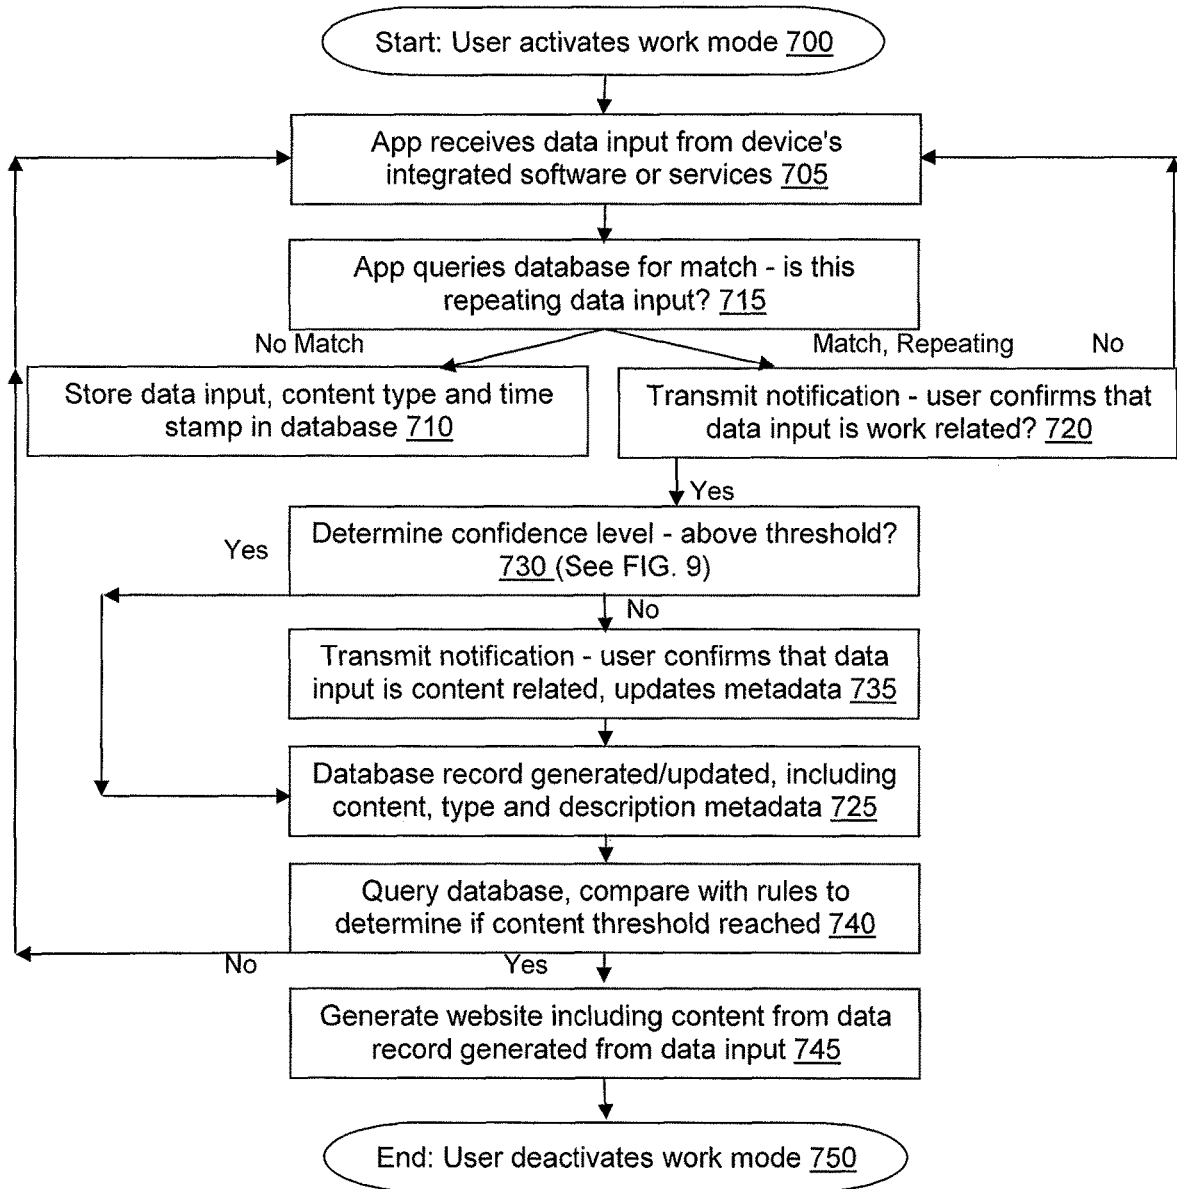 Start: User activates work mode 700
App receives data input from device's
integrated software or services 705
App queries database for match - is this
repeating data input? 715
No Match
Match, Repeating
No
Store data input, content type and time
stamp in database 710
Transmit notification - user confirms that
data input is work related? 720
Yes
Determine confidence level - above threshold?
730 (See FIG. 9)
Yes
No
Transmit notification - user confirms that data
input is content related, updates metadata 735
Database record generated/updated, including
content, type and description metadata 725
Query database, compare with rules to
determine if content threshold reached 740
No
Yes
Generate website including content from data
record generated from data input 745
End: User deactivates work mode 750